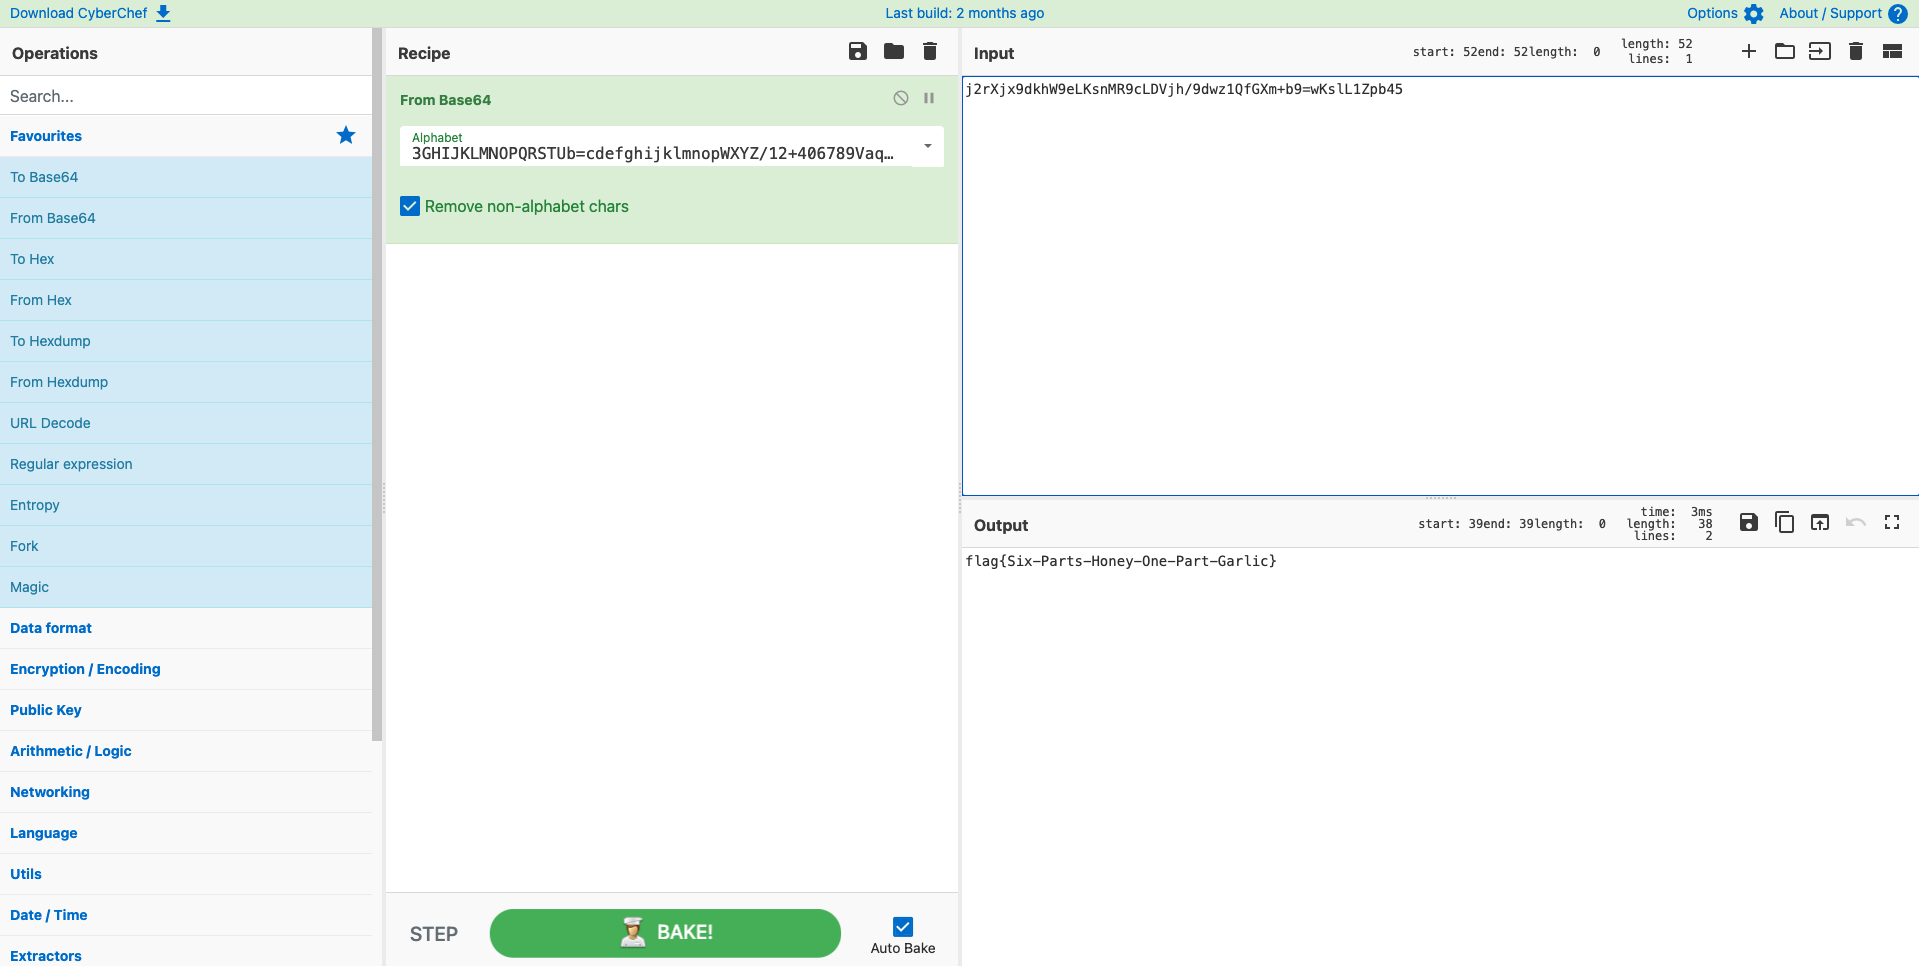 Download CyberChef
Last build: 2 months ago
Options
About / Support
Operations
Search...
Favourites
To Base64
From Base64
To Hex
From Hex
To Hexdump
From Hexdump
URL Decode
Regular expression
Entropy
Fork
Magic
Data format
Encryption / Encoding
Public Key
Arithmetic / Logic
Networking
Language
Utils
Date / Time
Extractors
Recipe
From Base64
Alphabet
3GHIJKLMNOPQRSTUb=cdefghijklmnopWXYZ/12+406789Vaq…
Remove non-alphabet chars
STEP
BAKE!
Auto Bake
Input
start: 52 end: 52 length: 0
length: 52
lines: 1
j2rXjx9dkhW9eLKsnMR9cLDVjh/9dwz1QfGXm+b9=wKslL1Zpb45
Output
start: 39 end: 39 length: 0
time: 3ms
length: 38
lines: 2
flag{Six-Parts-Honey-One-Part-Garlic}